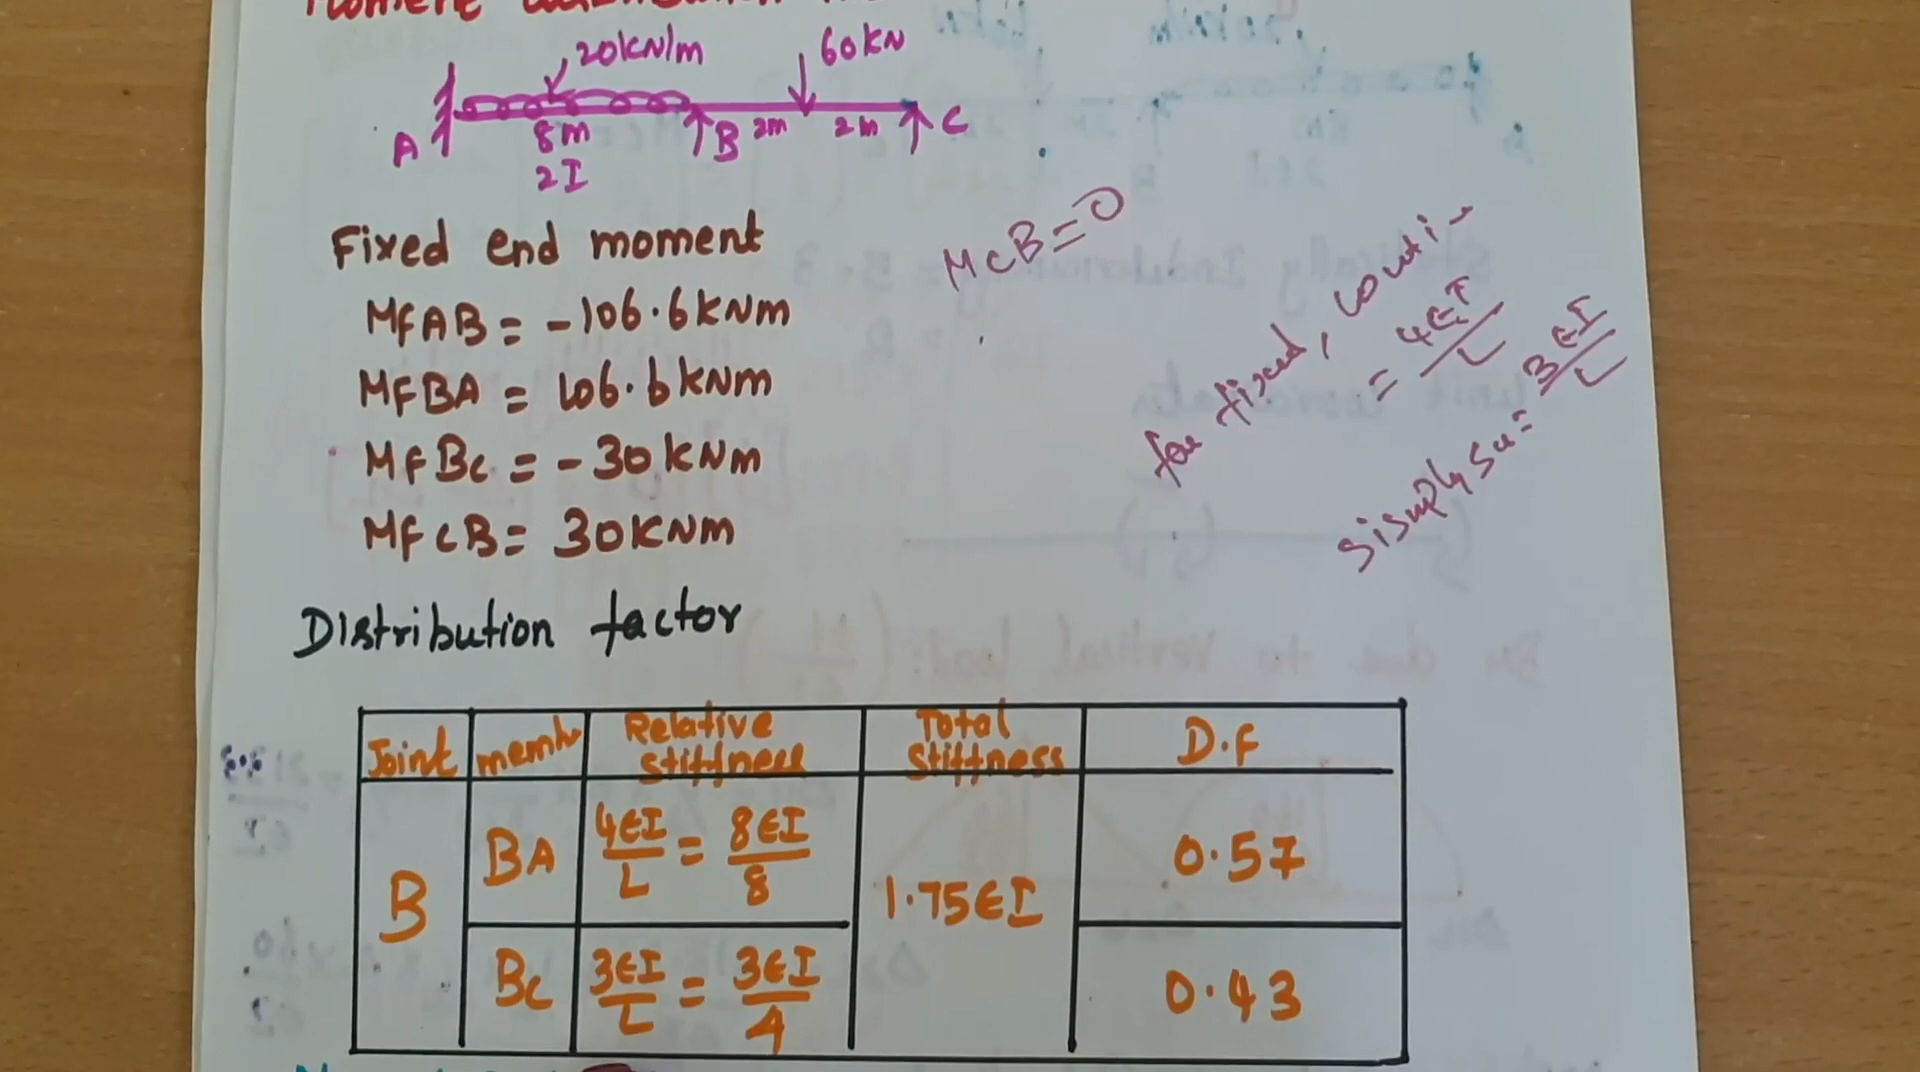 20kN/m 60kN
A 8m B 2m 2m C
2I
Fixed end moment
MFAB = -106.6kNm
MFBA = 106.6kNm
MFBC = -30kNm
MFCB = 30kNm
MCB = 0
for fixed, conti-
= 4EI/L
simply su = 3EI/L
Distribution factor
Joint Relative stiffness Total stiffness D.F
B BA 4EI/L = 8EI/8 1.75EI 0.57
BC 3EI/L = 3EI/4 0.43